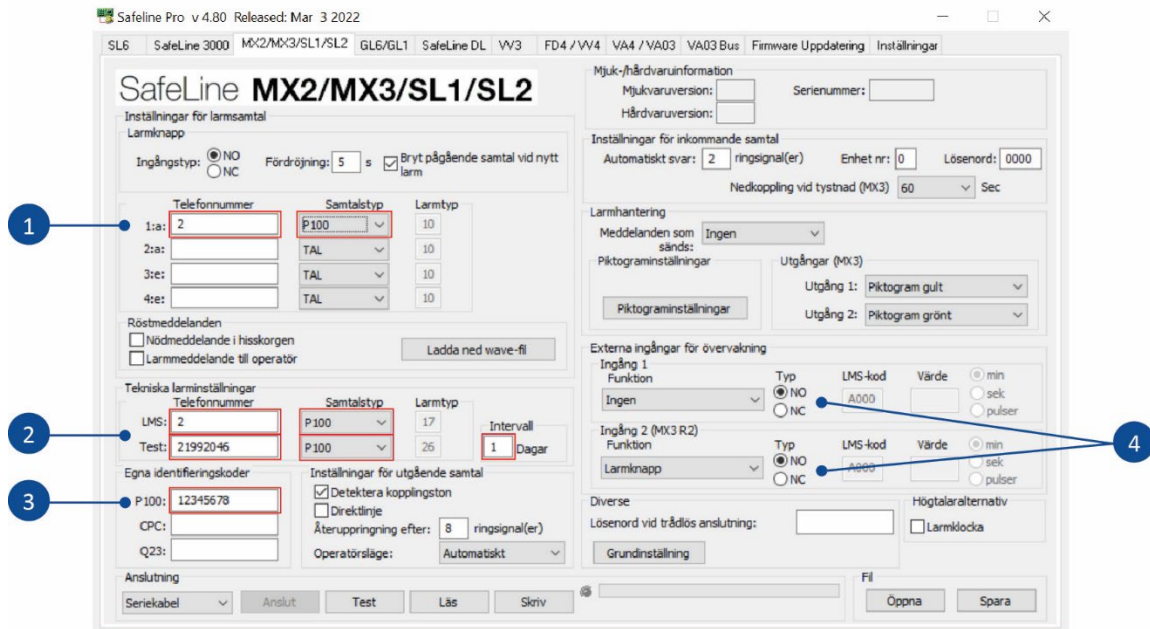 Safeline Pro v 4.80 Released: Mar 3 2022
SL6 SafeLine 3000 MX2/MX3/SL1/SL2 GL6/GL1 SafeLine DL VV3 FD4 / VV4 VA4 / VA03 VA03 Bus Firmware Uppdatering Inställningar
SafeLine MX2/MX3/SL1/SL2
Inställningar för larmsamtal
Larmknapp
Ingångstyp: NO
NC
Fördröjning: 5 s
Bryt pågående samtal vid nytt
larm
Telefonnummer Samtalstyp Larmtyp
1
1:a: 2 P100 10
2:a: TAL 10
3:e: TAL 10
4:e: TAL 10
Röstmeddelanden
Nödmeddelande i hisskorgen
Larmmeddelande till operatör
Ladda ned wave-fil
Tekniska larminställningar
Telefonnummer Samtalstyp Larmtyp
2
LMS: 2 P100 17
Test: 21992046 P100 26
Intervall
1 Dagar
Egna identifieringskoder
3
P100: 12345678
CPC:
Q23:
Inställningar för utgående samtal
Detektera kopplingston
Direktlinje
Återuppringning efter: 8 ringsignal(er)
Operatörsläge: Automatiskt
Anslutning
Seriekabel Anslut Test Läs Skriv
Mjuk-/hårdvaruinformation
Mjukvaruversion: Serienummer:
Hårdvaruversion:
Inställningar för inkommande samtal
Automatiskt svar: 2 ringsignal(er) Enhet nr: 0 Lösenord: 0000
Nedkoppling vid tystnad (MX3) 60 Sec
Larmhantering
Meddelanden som
sänds: Ingen
Piktograminställningar
Piktograminställningar
Utgångar (MX3)
Utgång 1: Piktogram gult
Utgång 2: Piktogram grönt
Externa ingångar för övervakning
Ingång 1
Funktion Typ LMS-kod Värde
Ingen NO NC A000 min sek pulser
Ingång 2 (MX3 R2)
Funktion Typ LMS-kod Värde
Larmknapp NO NC A000 min sek pulser
4
Diverse
Lösenord vid trådlös anslutning:
Grundinställning
Högtalaralternativ
Larmklocka
Fil
Öppna Spara